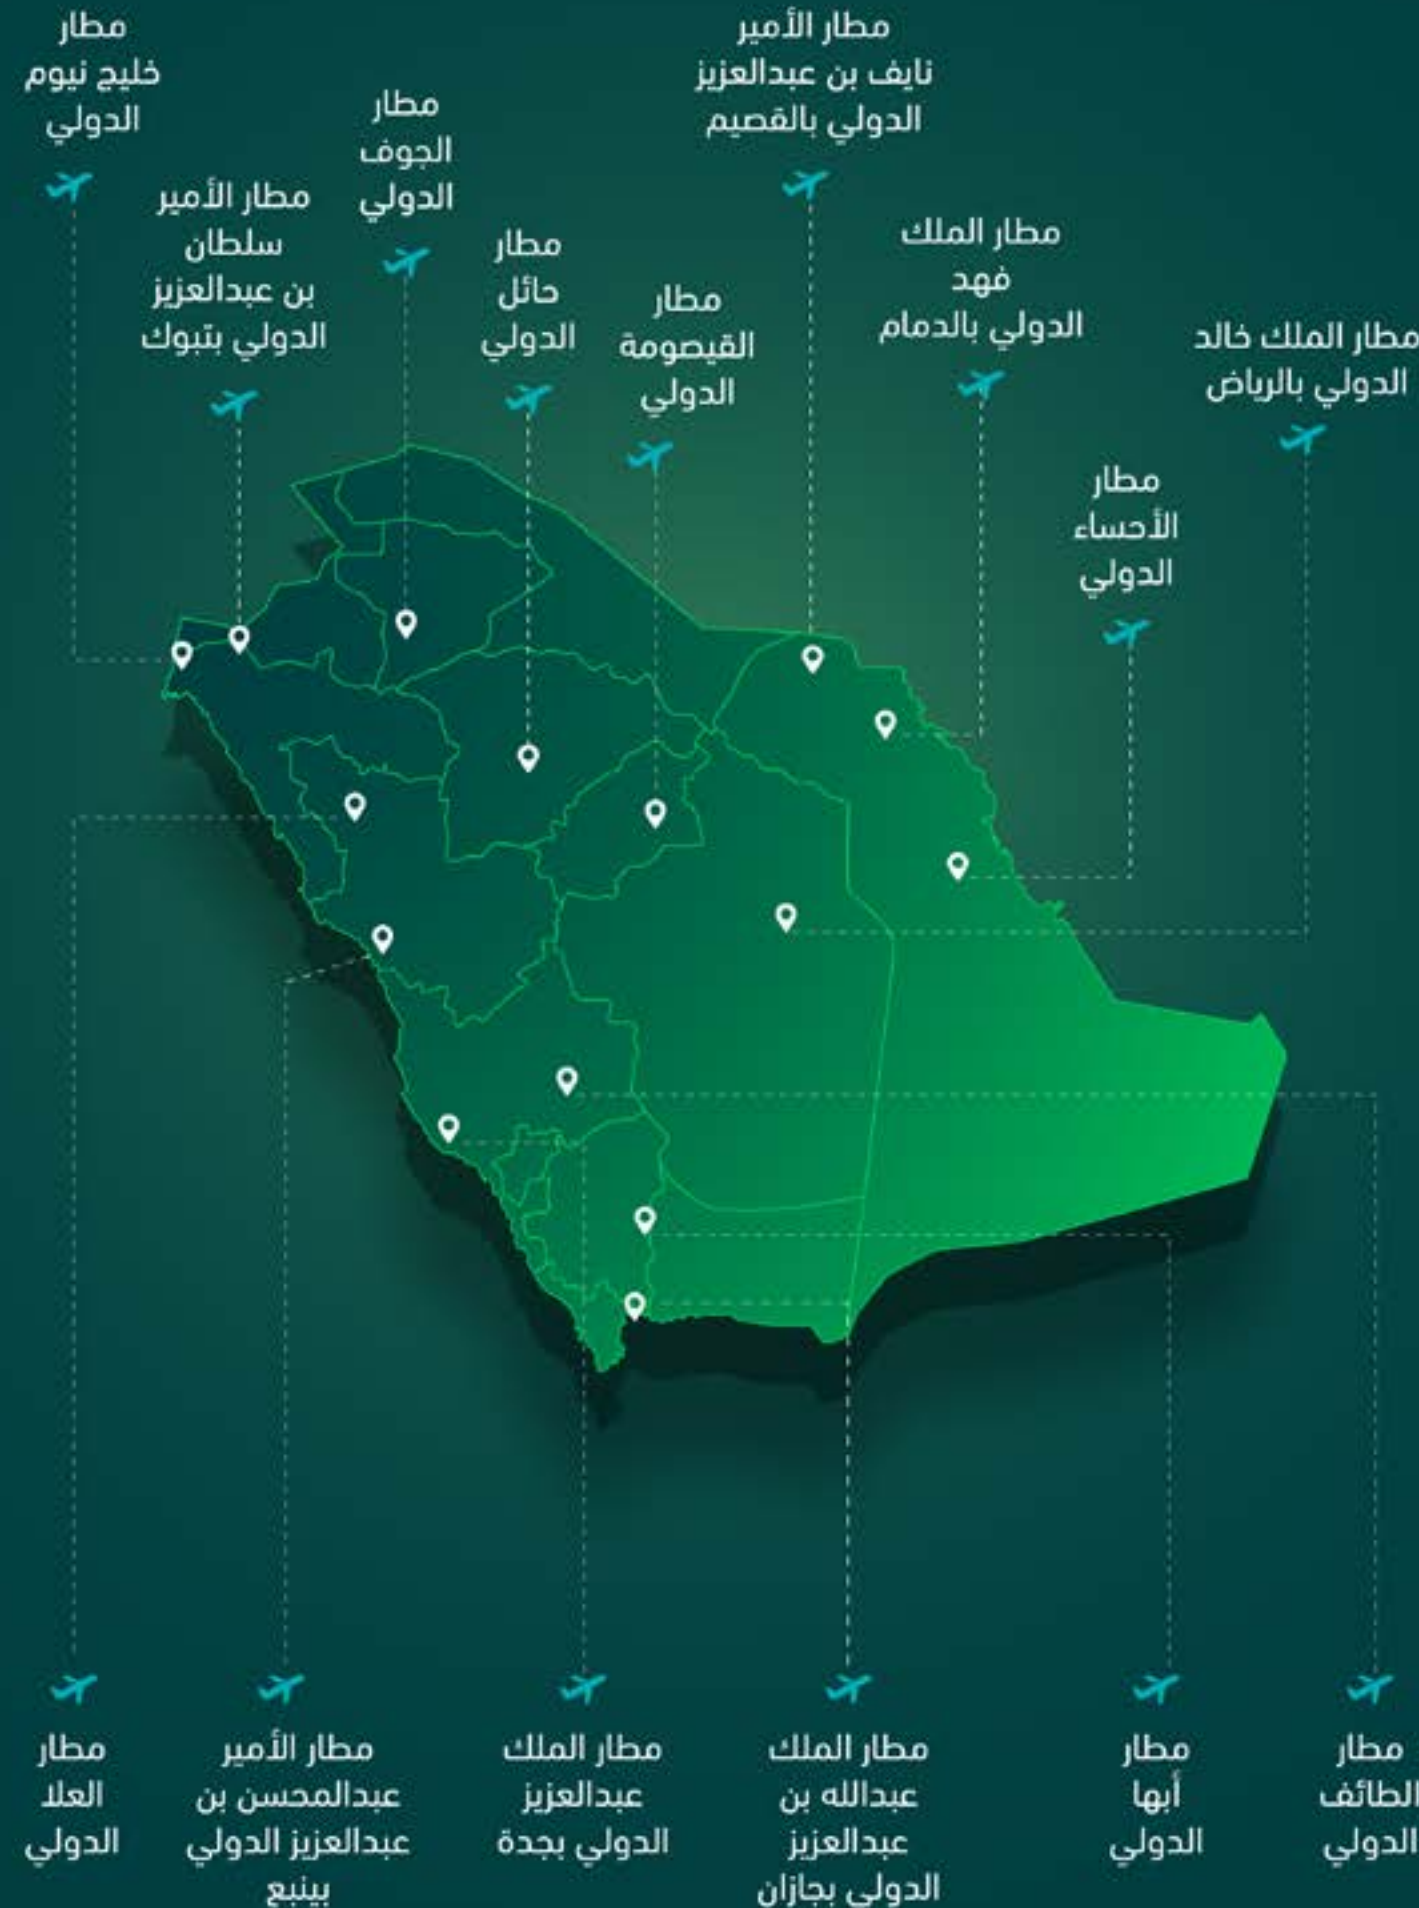 مطار
خليج نيوم
الدولي
مطار الأمير
سلطان
بن عبدالعزيز
الدولي بتبوك
مطار
الجوف
الدولي
مطار
حائل
الدولي
مطار
القيصومة
الدولي
مطار الأمير
نايف بن عبدالعزيز
الدولي بالقصيم
مطار الملك
فهد
الدولي بالدمام
مطار
الأحساء
الدولي
مطار الملك خالد
الدولي بالرياض
مطار
العلا
الدولي
مطار الأمير
عبدالمحسن بن
عبدالعزيز الدولي
بينبع
مطار الملك
عبدالعزيز
الدولي بجدة
مطار الملك
عبدالله بن
عبدالعزيز
الدولي بجازان
مطار
أبها
الدولي
مطار
الطائف
الدولي